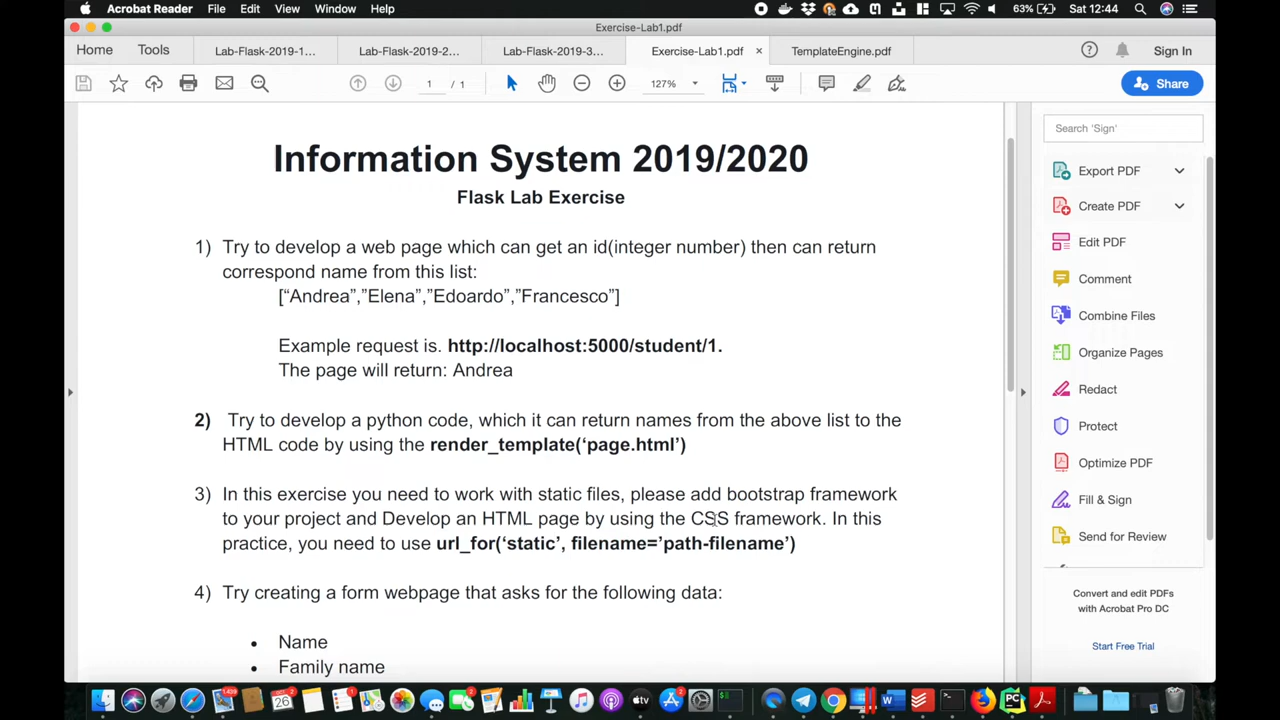 Acrobat Reader File Edit View Window Help 63% Sat 12:44
Exercise-Lab1.pdf
Home Tools Lab-Flask-2019-1... Lab-Flask-2019-2... Lab-Flask-2019-3... Exercise-Lab1.pdf × TemplateEngine.pdf Sign In
1 / 1 127% Share
Information System 2019/2020
Flask Lab Exercise
1) Try to develop a web page which can get an id(integer number) then can return
correspond name from this list:
[“Andrea”,”Elena”,”Edoardo”,”Francesco”]
Example request is. http://localhost:5000/student/1.
The page will return: Andrea
2) Try to develop a python code, which it can return names from the above list to the
HTML code by using the render_template(‘page.html’)
3) In this exercise you need to work with static files, please add bootstrap framework
to your project and Develop an HTML page by using the CSS framework. In this
practice, you need to use url_for(‘static’, filename=’path-filename’)
4) Try creating a form webpage that asks for the following data:
• Name
• Family name
Search 'Sign'
Export PDF
Create PDF
Edit PDF
Comment
Combine Files
Organize Pages
Redact
Protect
Optimize PDF
Fill & Sign
Send for Review
Convert and edit PDFs
with Acrobat Pro DC
Start Free Trial